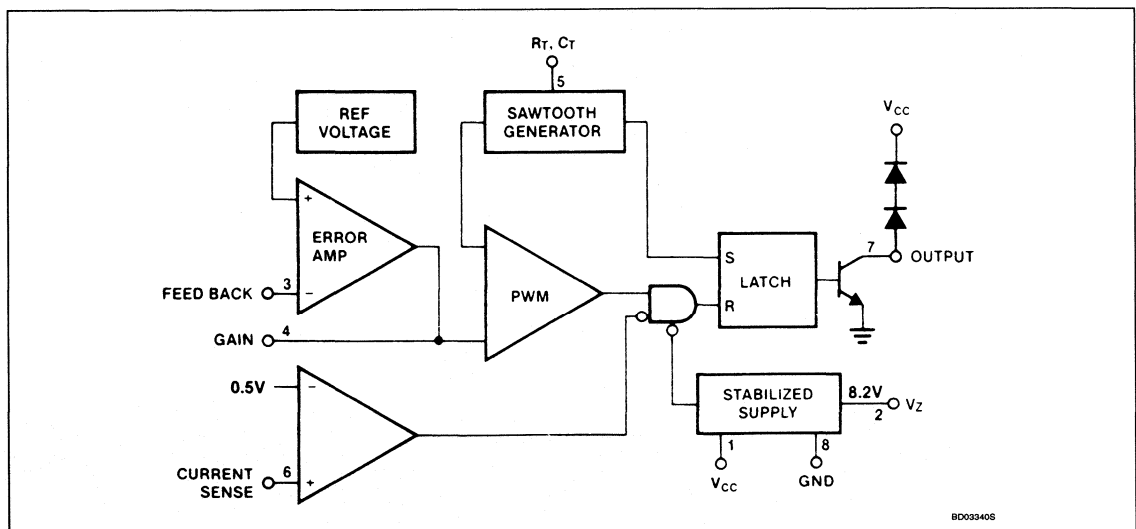 RT, CT
5
REF
VOLTAGE
SAWTOOTH
GENERATOR
VCC
+
ERROR
AMP
3
−
FEED BACK
4
GAIN
PWM
S
LATCH
R
7
OUTPUT
0.5V
−
STABILIZED
SUPPLY
8.2V
2
VZ
1
8
VCC
GND
CURRENT
SENSE
6
+
BD03340S